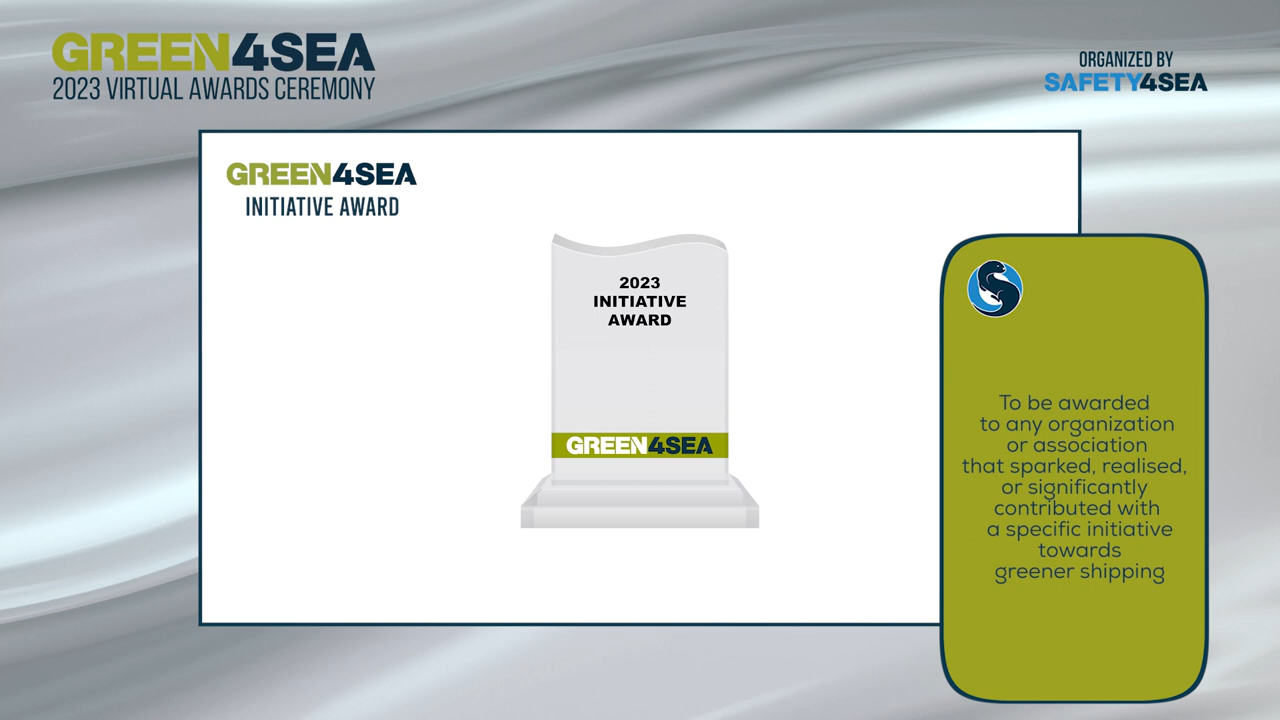 GREEN4SEA
2023 VIRTUAL AWARDS CEREMONY
ORGANIZED BY
SAFETY4SEA
GREEN4SEA
INITIATIVE AWARD
2023
INITIATIVE
AWARD
GREEN4SEA
To be awarded
to any organization
or association
that sparked, realised,
or significantly
contributed with
a specific initiative
towards
greener shipping